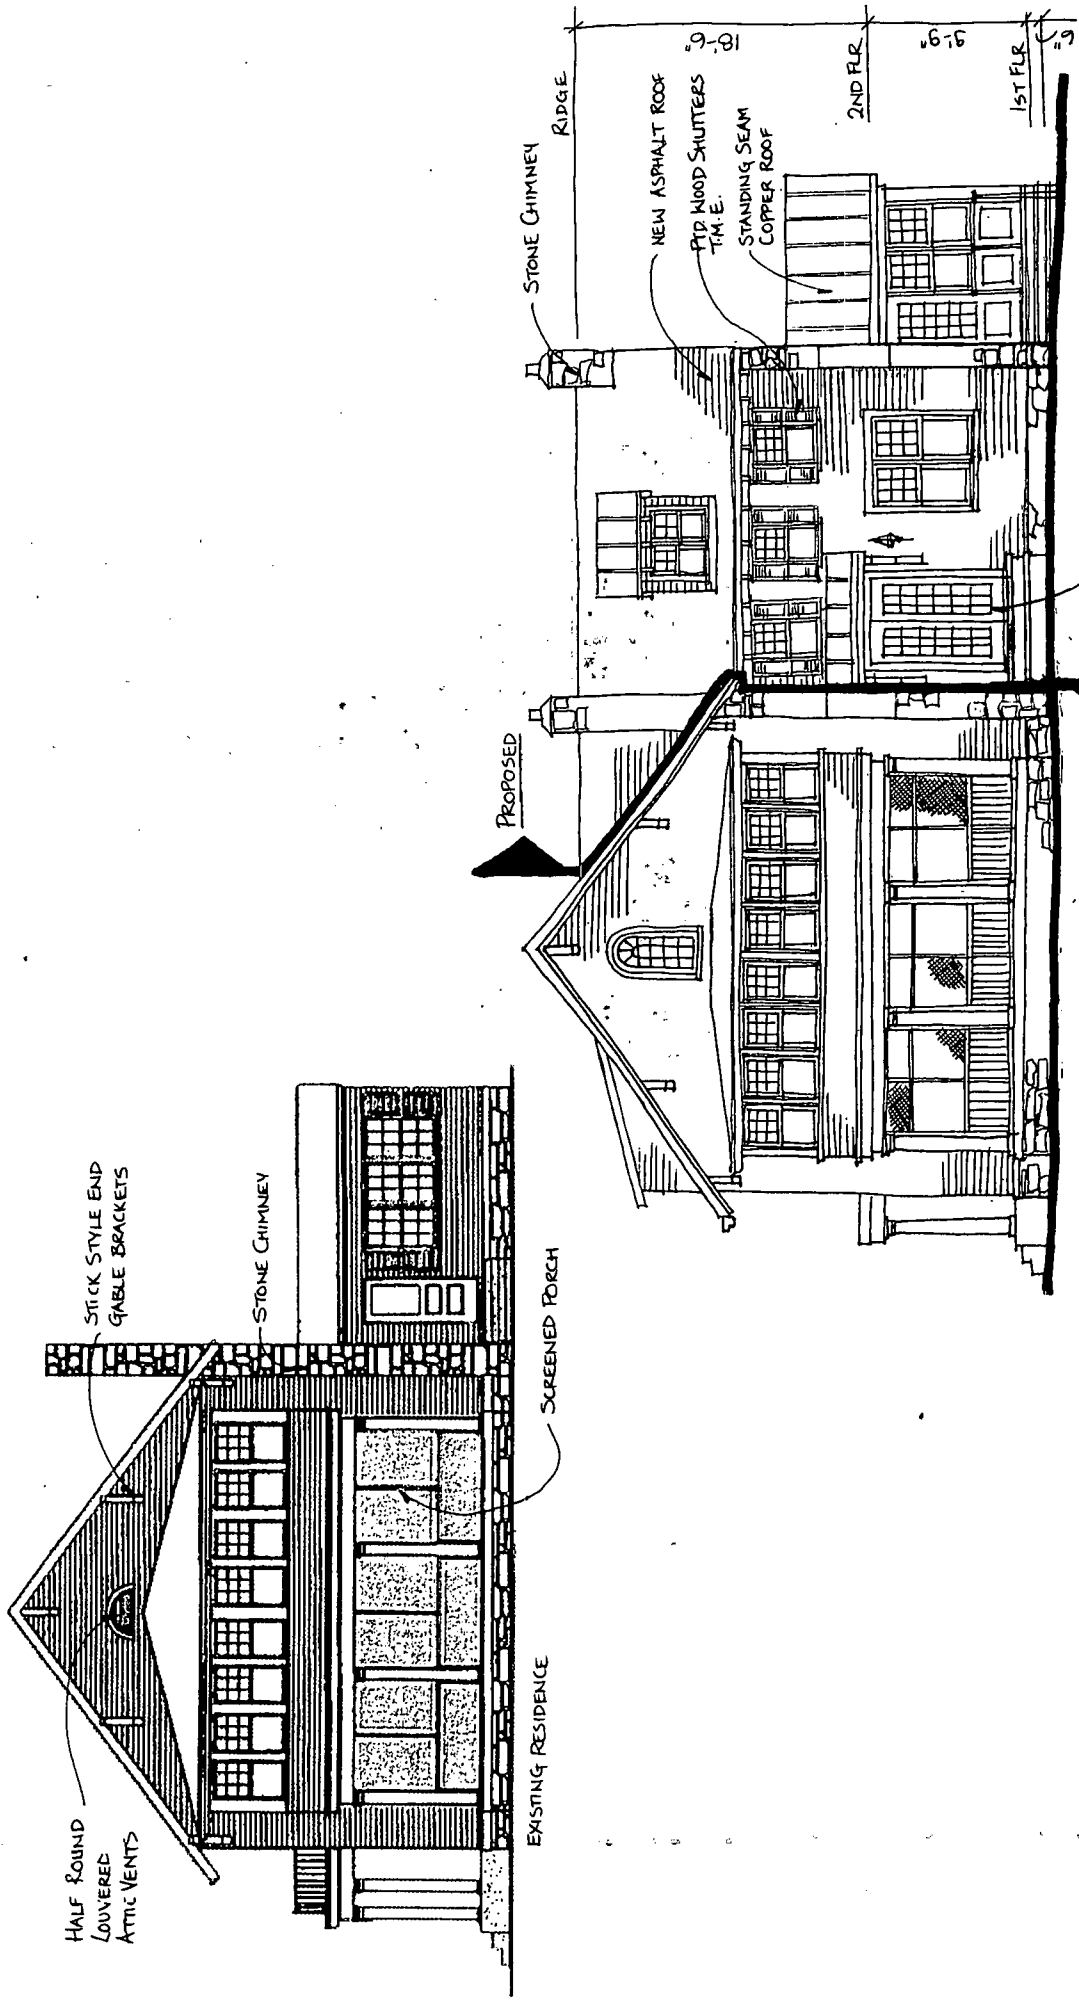 HALF ROUND
LOUVERED
ATTIC VENTS
STICK STYLE END
GABLE BRACKETS
STONE CHIMNEY
SCREENED PORCH
EXISTING RESIDENCE
PROPOSED
STONE CHIMNEY
RIDGE
NEW ASPHALT ROOF
PTD. WOOD SHUTTERS
T.M.E.
STANDING SEAM
COPPER ROOF
2ND FLR
1ST FLR
18'-6"
9'-9"
6"